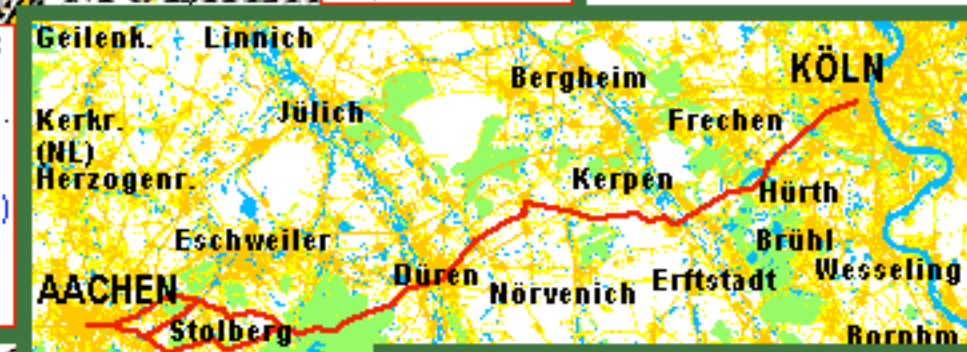 Geilenk. Linnich
Bergheim KÖLN
Jülich
Kerkr. Frechen
(NL)
Herzogenr. Kerpen Hürth
Eschweiler Brühl
Düren Erftstadt Wesseling
AACHEN Nörvenich
Stolberg Bornhm